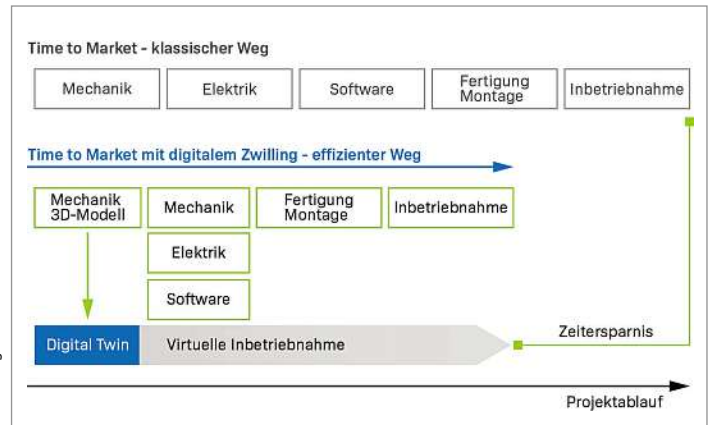 Time to Market - klassischer Weg
Mechanik
Elektrik
Software
Fertigung
Montage
Inbetriebnahme
Time to Market mit digitalem Zwilling - effizienter Weg
Mechanik
3D-Modell
Mechanik
Fertigung
Montage
Inbetriebnahme
Elektrik
Software
Digital Twin
Virtuelle Inbetriebnahme
Zeitersparnis
Projektablauf